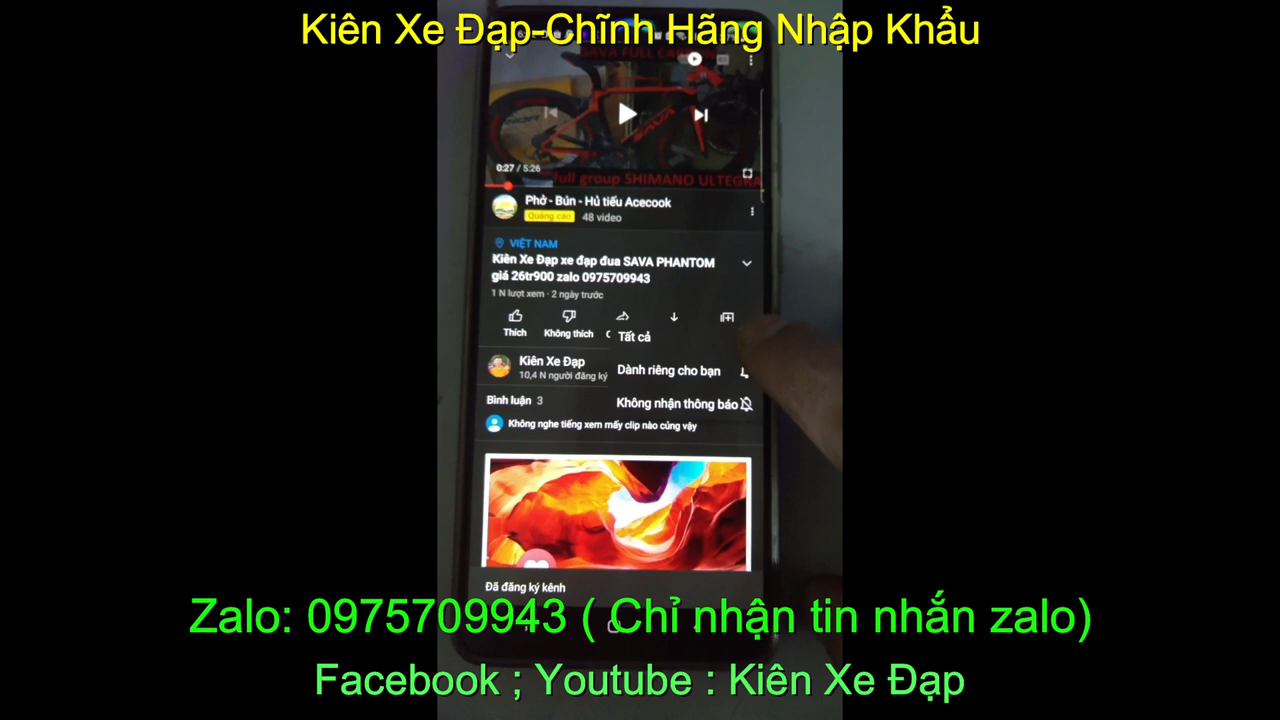 Kiên Xe Đạp-Chĩnh Hãng Nhập Khẩu
SAVA FULL CARBON
SAVA
0:27 / 5:26
full group SHIMANO ULTEGRA
Phở - Bún - Hủ tiếu Acecook
Quảng cáo 48 video
VIỆT NAM
Kiên Xe Đạp xe đạp đua SAVA PHANTOM
giá 26tr900 zalo 0975709943
1 N lượt xem · 2 ngày trước
Thích Không thích C
Tất cả
Kiên Xe Đạp
10,4 N người đăng ký
Dành riêng cho bạn
Bình luận 3
Không nhận thông báo
Không nghe tiếng xem mấy clip nào cũng vậy
Đã đăng ký kênh
Zalo: 0975709943 ( Chỉ nhận tin nhắn zalo)
Facebook ; Youtube : Kiên Xe Đạp